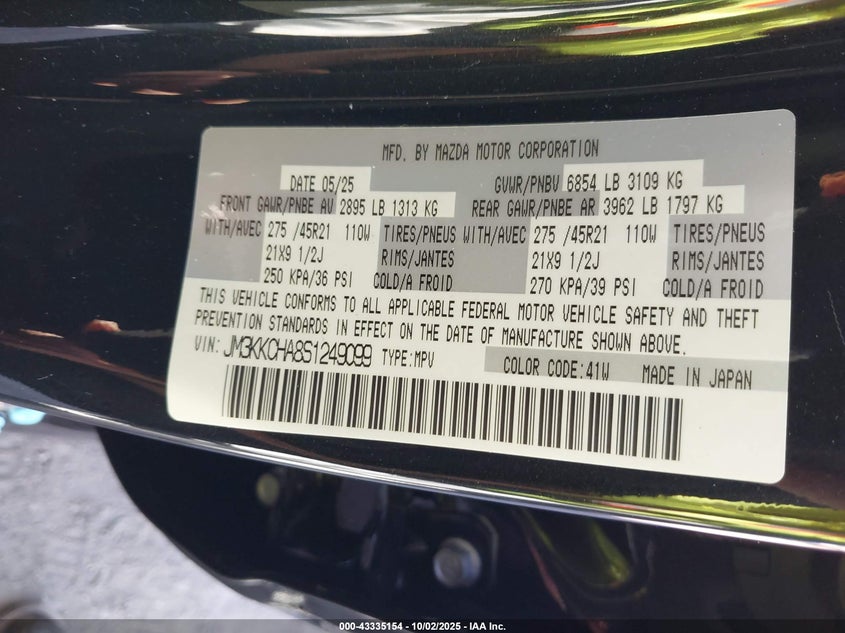 MFD. BY MAZDA MOTOR CORPORATION
DATE 05/25 GVWR/PNBV 6854 LB 3109 KG
FRONT GAWR/PNBE AV 2895 LB 1313 KG REAR GAWR/PNBE AR 3962 LB 1797 KG
WITH/AVEC 275 /45R21 110W TIRES/PNEUS WITH/AVEC 275 /45R21 110W TIRES/PNEUS
21X9 1/2J RIMS/JANTES 21X9 1/2J RIMS/JANTES
250 KPA/36 PSI COLD/A FROID 270 KPA/39 PSI COLD/A FROID
THIS VEHICLE CONFORMS TO ALL APPLICABLE FEDERAL MOTOR VEHICLE SAFETY AND THEFT
PREVENTION STANDARDS IN EFFECT ON THE DATE OF MANUFACTURE SHOWN ABOVE.
VIN: JM3KKCHA8S1249099 TYPE:MPV COLOR CODE:41W MADE IN JAPAN
000-43335154 - 10/02/2025 - IAA Inc.